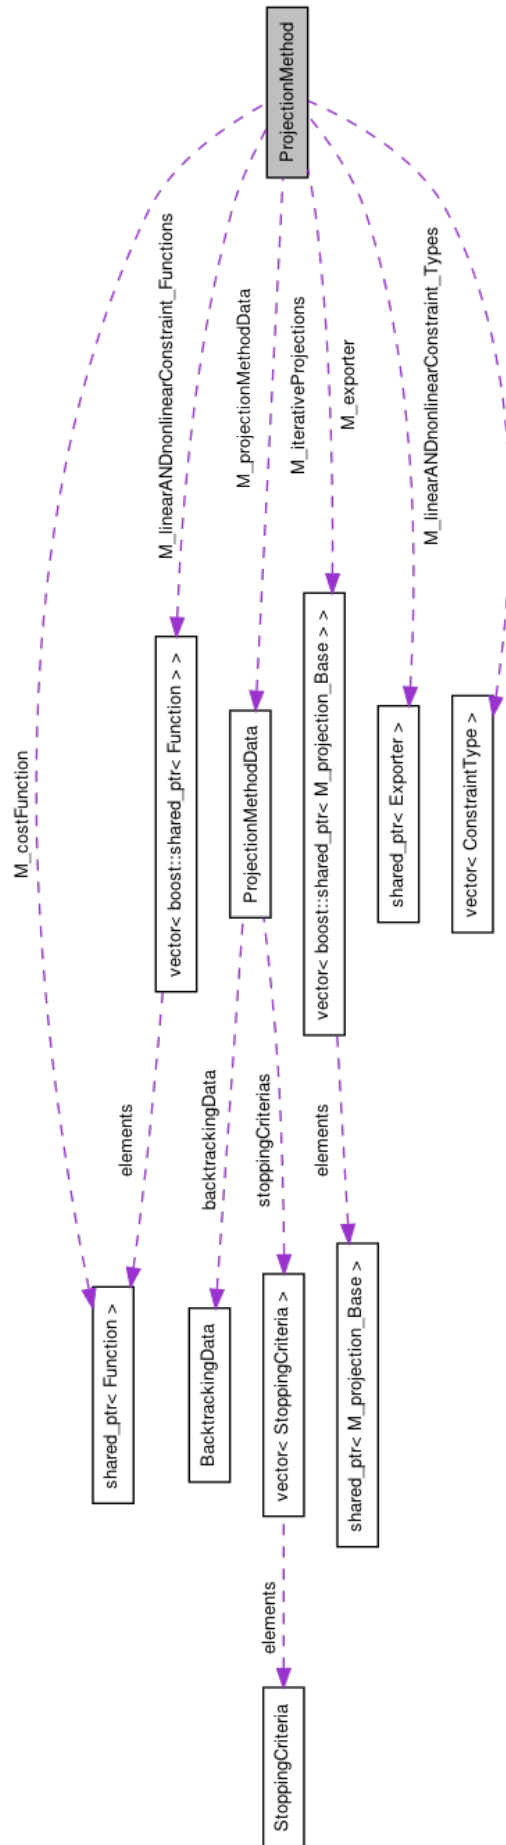 ProjectionMethod
M_costFunction
M_linearANDnonlinearConstraint_Functions
M_projectionMethodData
M_iterativeProjections
M_exporter
M_linearANDnonlinearConstraint_Types
vector< boost::shared_ptr< Function > >
ProjectionMethodData
vector< boost::shared_ptr< M_projection_Base > >
shared_ptr< Exporter >
vector< ConstraintType >
elements
backtrackingData
stoppingCriterias
elements
shared_ptr< Function >
BacktrackingData
vector< StoppingCriteria >
shared_ptr< M_projection_Base >
elements
StoppingCriteria